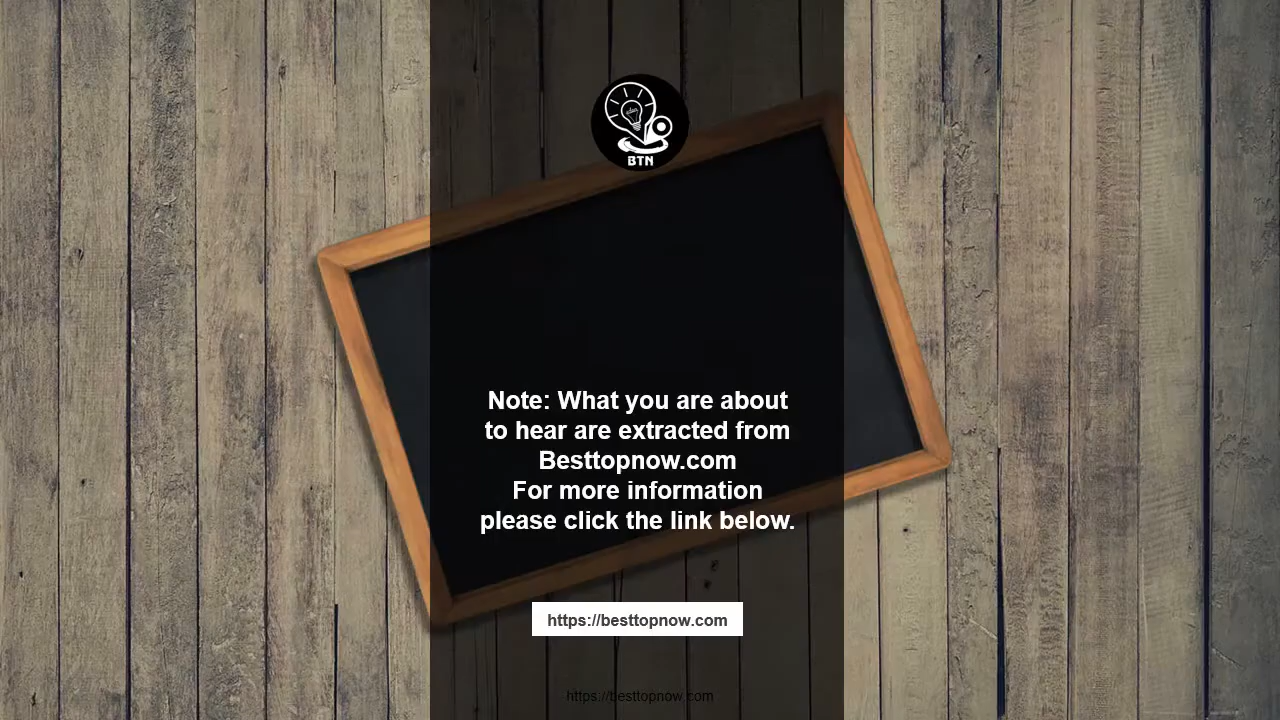 BTN
Note: What you are about
to hear are extracted from
Besttopnow.com
For more information
please click the link below.
https://besttopnow.com
https://besttopnow.com